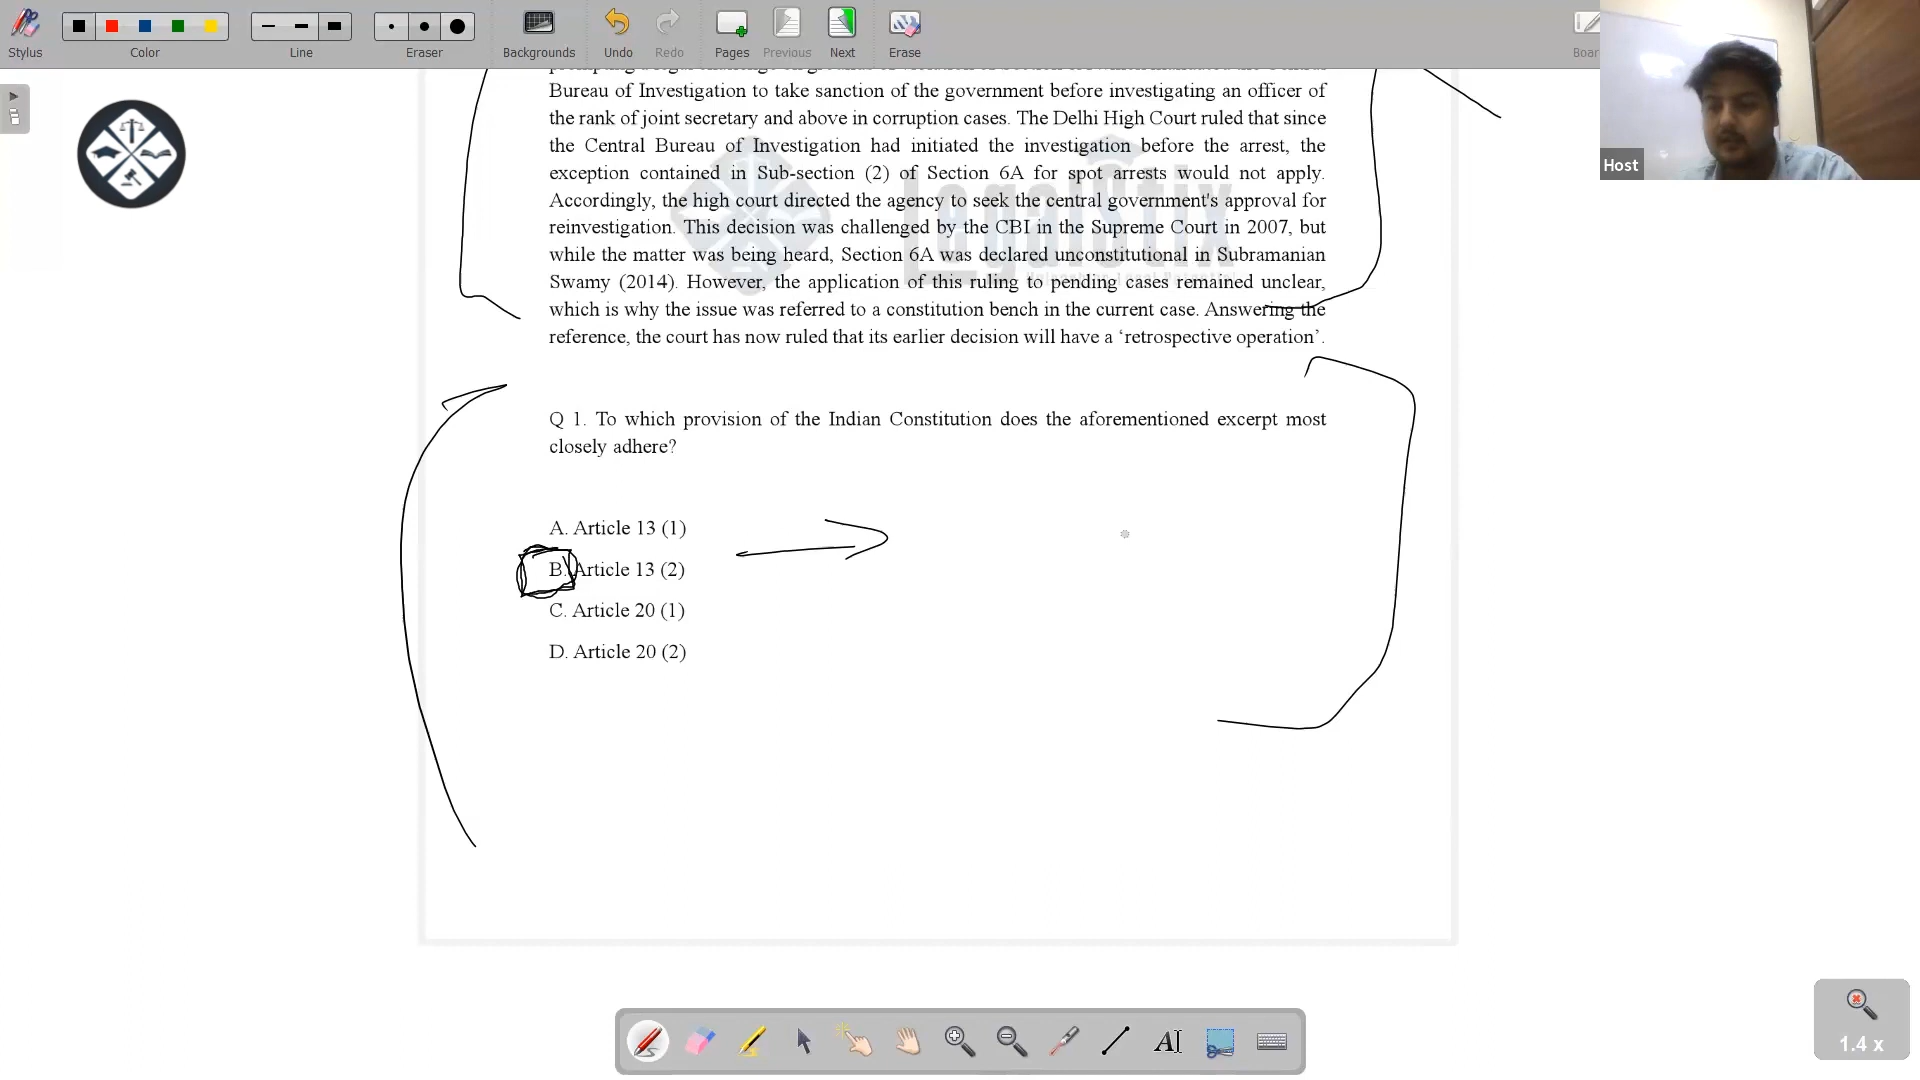 Stylus
Color
Line
Eraser
Backgrounds
Undo
Redo
Pages
Previous
Next
Erase
Boar
Host
Bureau of Investigation to take sanction of the government before investigating an officer of
the rank of joint secretary and above in corruption cases. The Delhi High Court ruled that since
the Central Bureau of Investigation had initiated the investigation before the arrest, the
exception contained in Sub-section (2) of Section 6A for spot arrests would not apply.
Accordingly, the high court directed the agency to seek the central government's approval for
reinvestigation. This decision was challenged by the CBI in the Supreme Court in 2007, but
while the matter was being heard, Section 6A was declared unconstitutional in Subramanian
Swamy (2014). However, the application of this ruling to pending cases remained unclear,
which is why the issue was referred to a constitution bench in the current case. Answering the
reference, the court has now ruled that its earlier decision will have a ‘retrospective operation’.
LegalStix
Q 1. To which provision of the Indian Constitution does the aforementioned excerpt most
closely adhere?
A. Article 13 (1)
B. Article 13 (2)
C. Article 20 (1)
D. Article 20 (2)
1.4 x